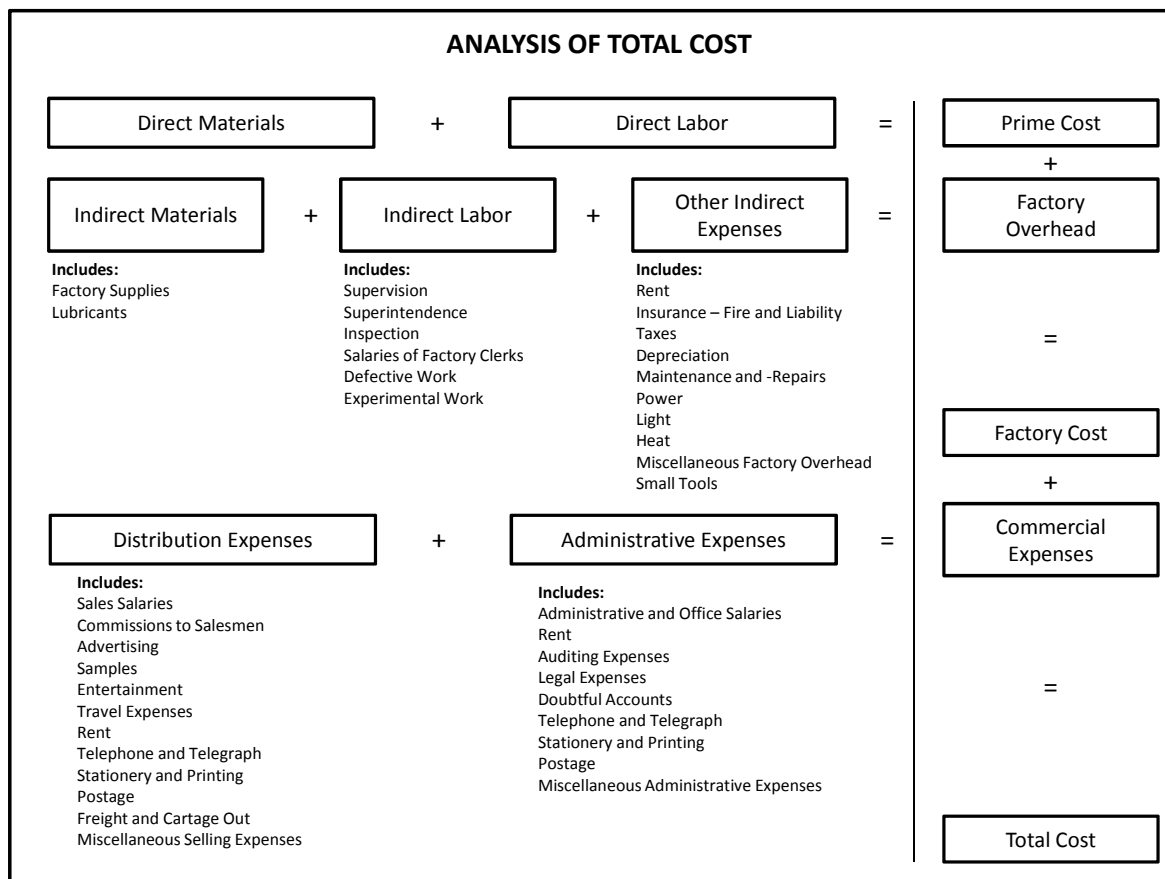 ANALYSIS OF TOTAL COST
Direct Materials + Direct Labor = Prime Cost
+
Indirect Materials + Indirect Labor + Other Indirect Expenses = Factory Overhead
Includes:
Factory Supplies
Lubricants
Includes:
Supervision
Superintendence
Inspection
Salaries of Factory Clerks
Defective Work
Experimental Work
Includes:
Rent
Insurance – Fire and Liability
Taxes
Depreciation
Maintenance and -Repairs
Power
Light
Heat
Miscellaneous Factory Overhead
Small Tools
=
Factory Cost
+
Distribution Expenses + Administrative Expenses = Commercial Expenses
Includes:
Sales Salaries
Commissions to Salesmen
Advertising
Samples
Entertainment
Travel Expenses
Rent
Telephone and Telegraph
Stationery and Printing
Postage
Freight and Cartage Out
Miscellaneous Selling Expenses
Includes:
Administrative and Office Salaries
Rent
Auditing Expenses
Legal Expenses
Doubtful Accounts
Telephone and Telegraph
Stationery and Printing
Postage
Miscellaneous Administrative Expenses
=
Total Cost